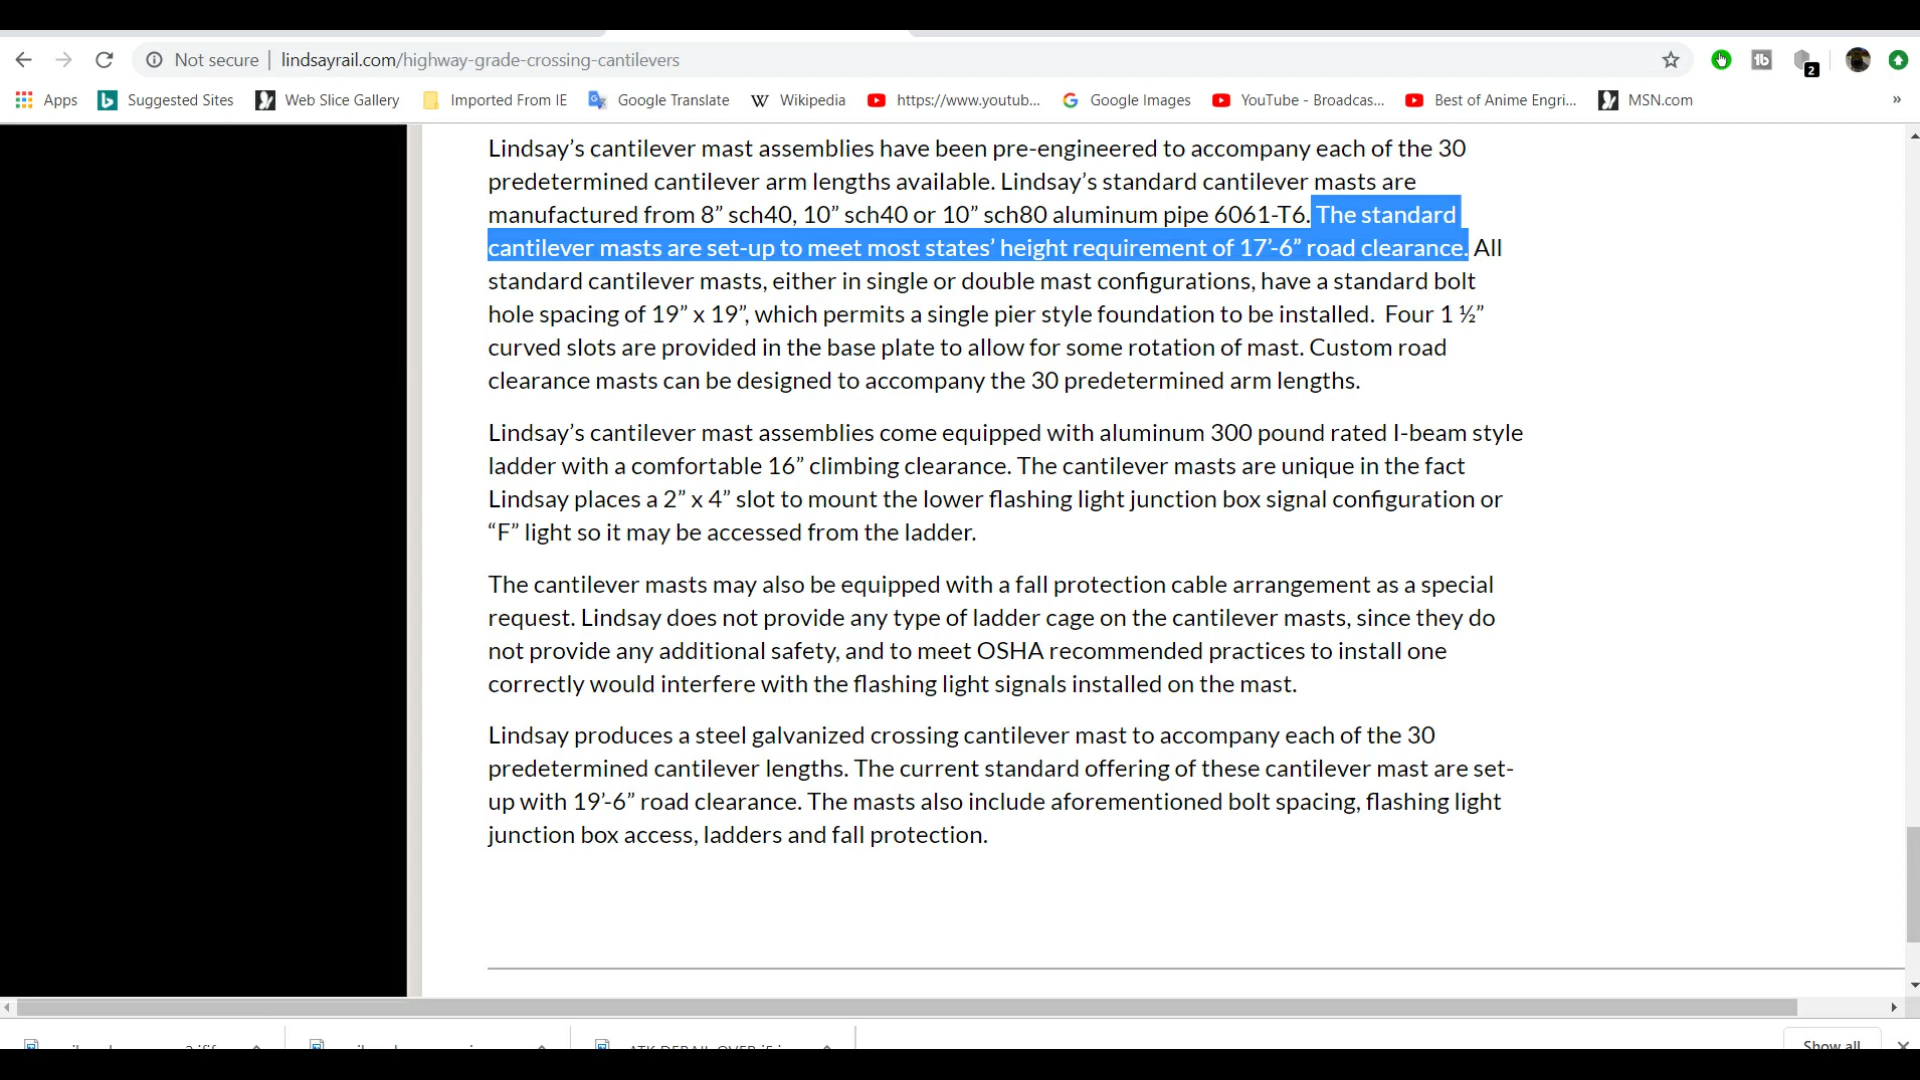 Not secure | lindsayrail.com/highway-grade-crossing-cantilevers
2
Apps Suggested Sites Web Slice Gallery Imported From IE Google Translate Wikipedia https://www.youtub... Google Images YouTube - Broadcas... Best of Anime Engri... MSN.com »
Lindsay’s cantilever mast assemblies have been pre-engineered to accompany each of the 30
predetermined cantilever arm lengths available. Lindsay’s standard cantilever masts are
manufactured from 8” sch40, 10” sch40 or 10” sch80 aluminum pipe 6061-T6. The standard
cantilever masts are set-up to meet most states’ height requirement of 17’-6” road clearance. All
standard cantilever masts, either in single or double mast configurations, have a standard bolt
hole spacing of 19” x 19”, which permits a single pier style foundation to be installed.  Four 1 ½”
curved slots are provided in the base plate to allow for some rotation of mast. Custom road
clearance masts can be designed to accompany the 30 predetermined arm lengths.
Lindsay’s cantilever mast assemblies come equipped with aluminum 300 pound rated I-beam style
ladder with a comfortable 16” climbing clearance. The cantilever masts are unique in the fact
Lindsay places a 2” x 4” slot to mount the lower flashing light junction box signal configuration or
“F” light so it may be accessed from the ladder.
The cantilever masts may also be equipped with a fall protection cable arrangement as a special
request. Lindsay does not provide any type of ladder cage on the cantilever masts, since they do
not provide any additional safety, and to meet OSHA recommended practices to install one
correctly would interfere with the flashing light signals installed on the mast.
Lindsay produces a steel galvanized crossing cantilever mast to accompany each of the 30
predetermined cantilever lengths. The current standard offering of these cantilever mast are set-
up with 19’-6” road clearance. The masts also include aforementioned bolt spacing, flashing light
junction box access, ladders and fall protection.
Show all